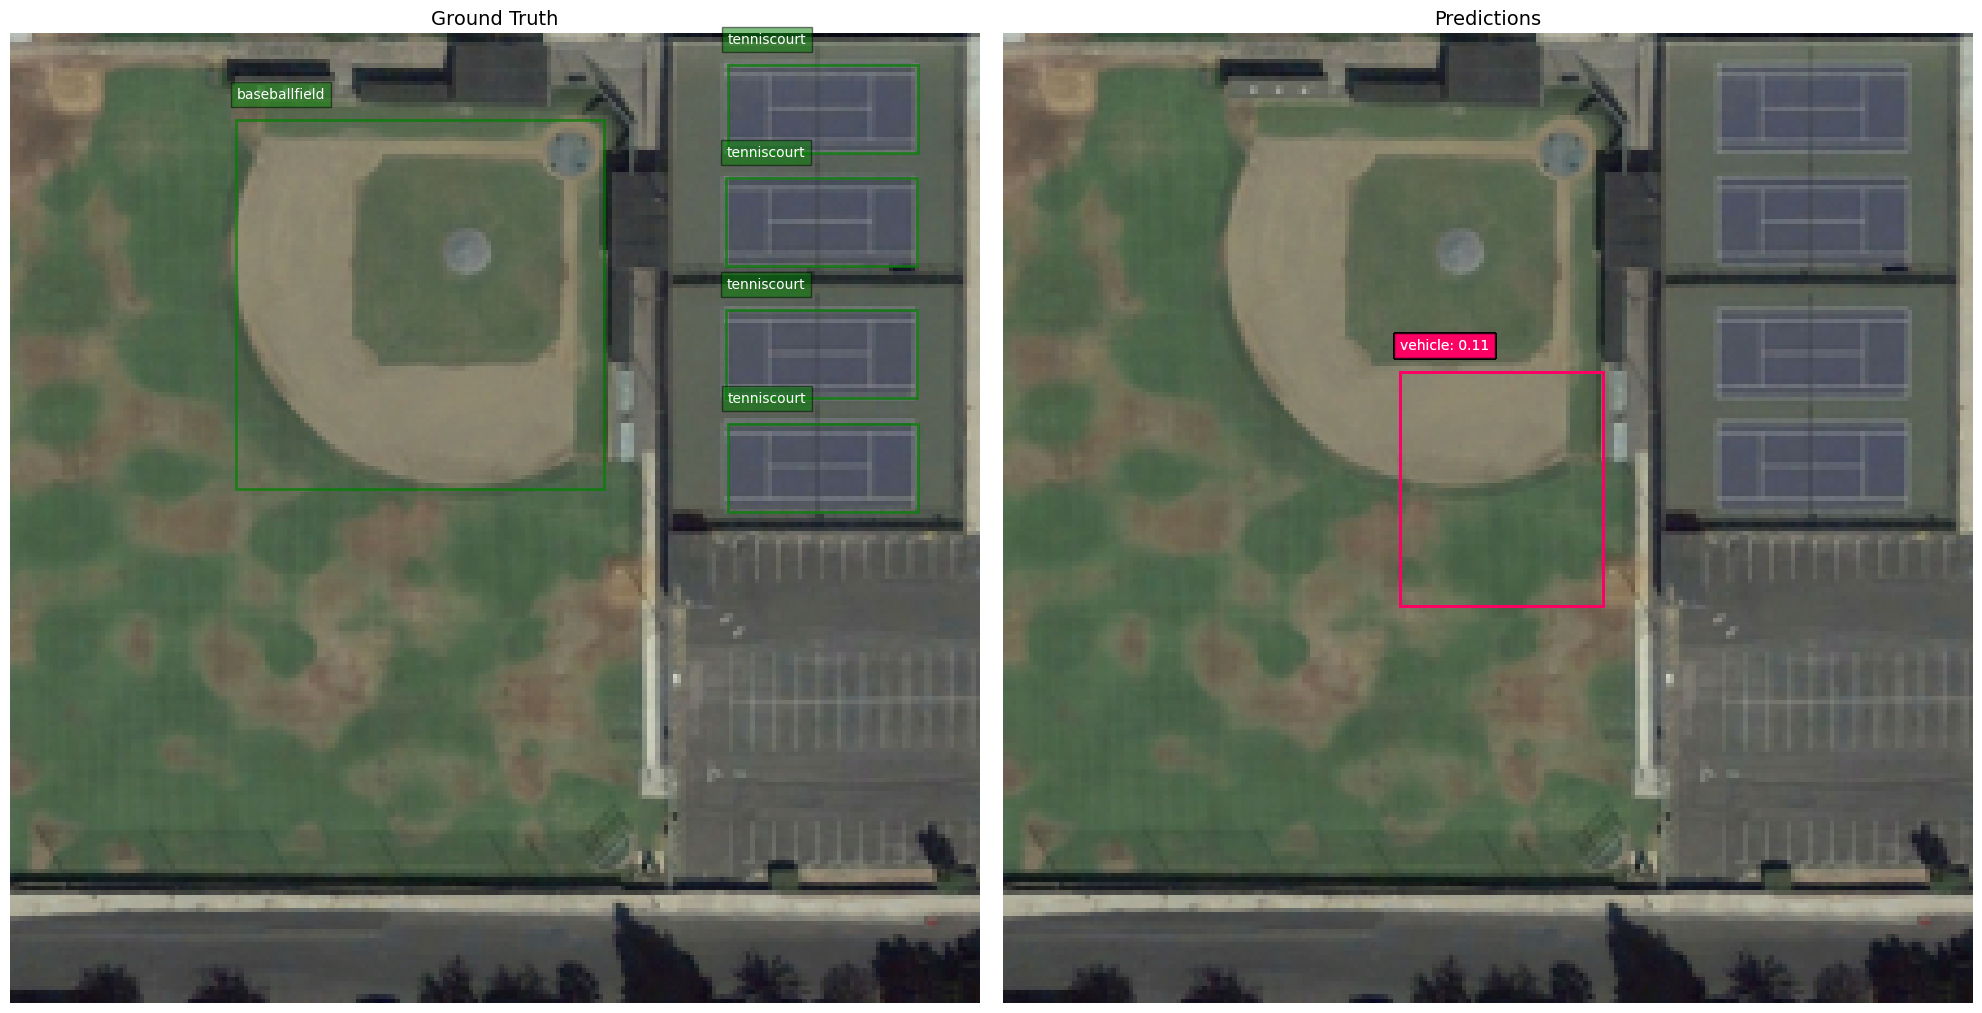 Ground Truth
Predictions
tenniscourt
baseballfield
tenniscourt
tenniscourt
vehicle: 0.11
tenniscourt